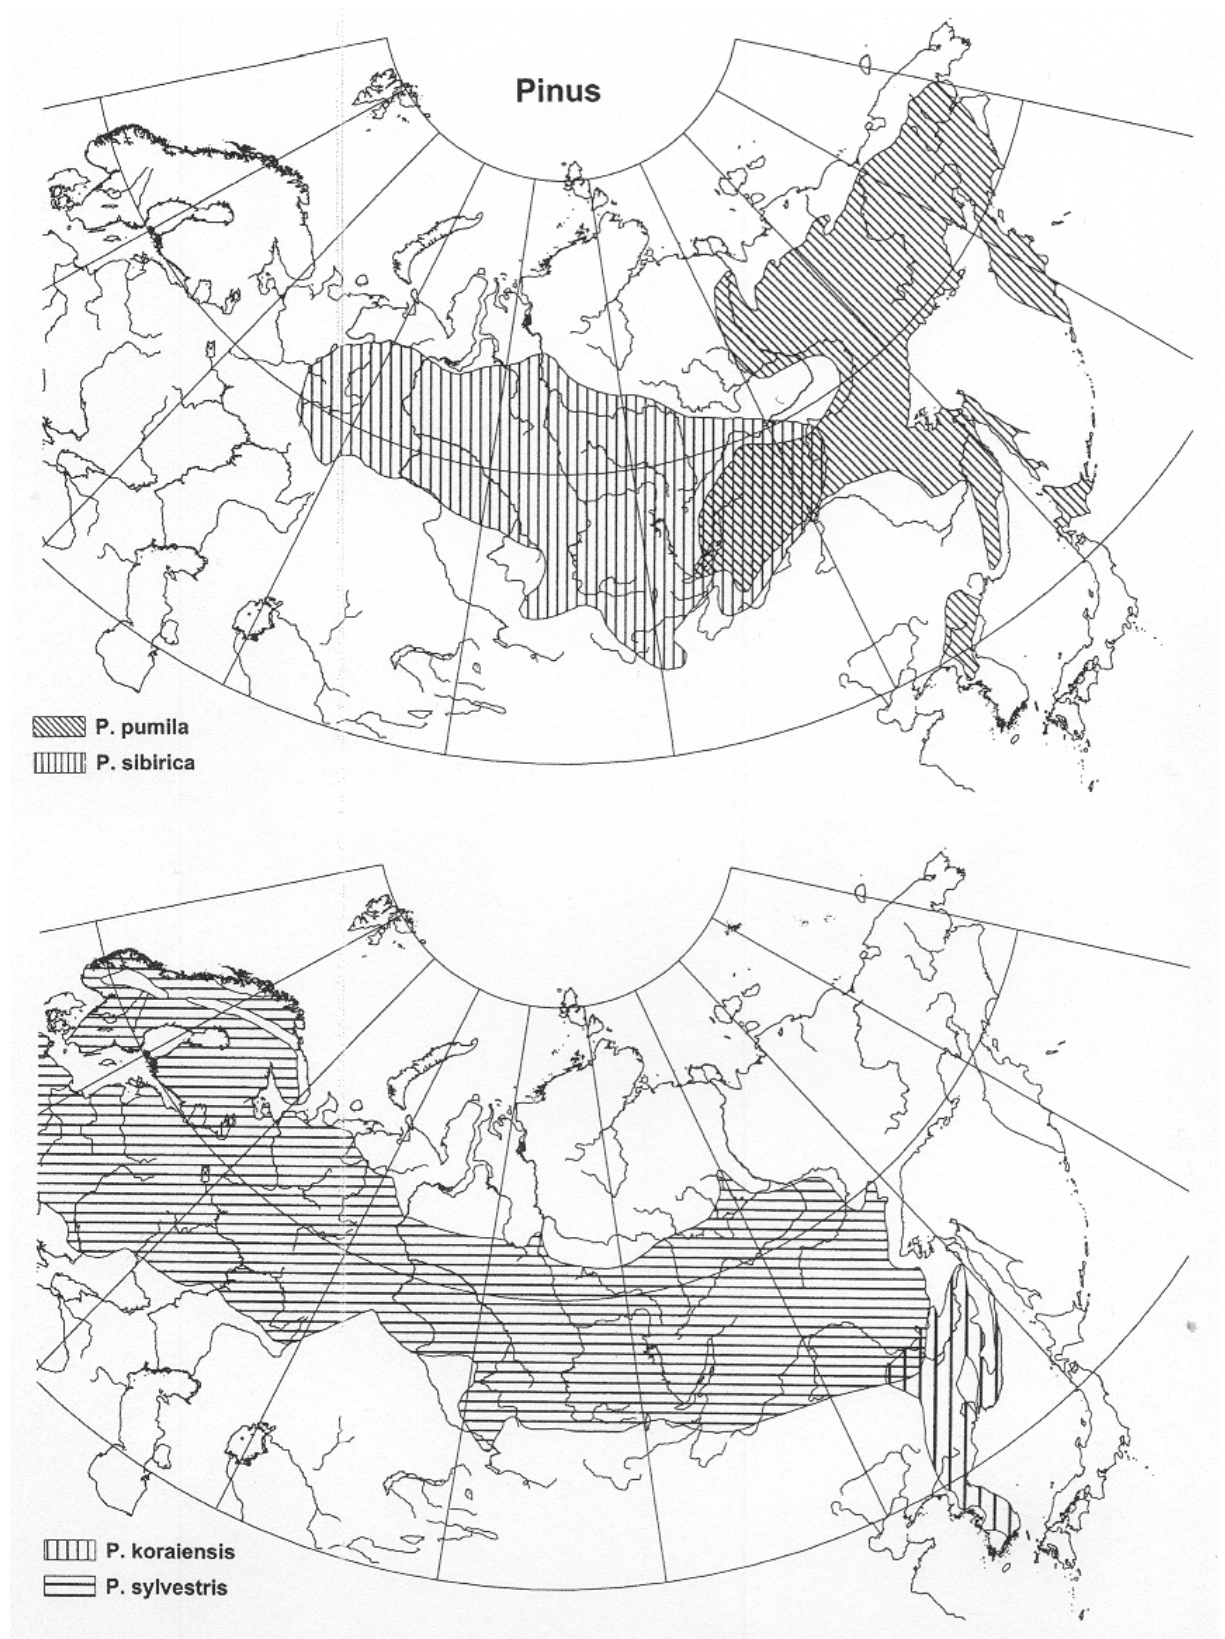 Pinus
P. pumila
P. sibirica
P. koraiensis
P. sylvestris